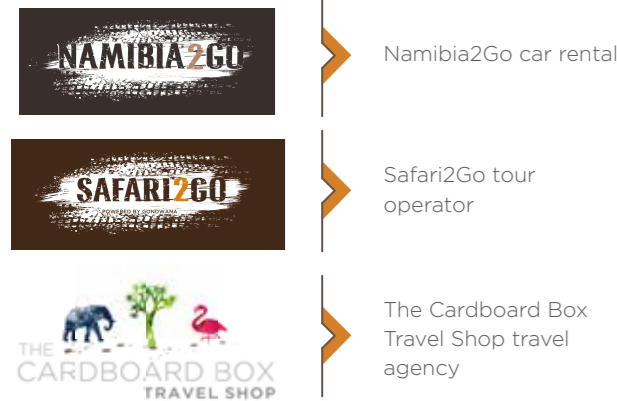 NAMIBIA2GO
Namibia2Go car rental
SAFARI2GO
POWERED BY GONDWANA
Safari2Go tour
operator
THE
CARDBOARD BOX
TRAVEL SHOP
The Cardboard Box
Travel Shop travel
agency